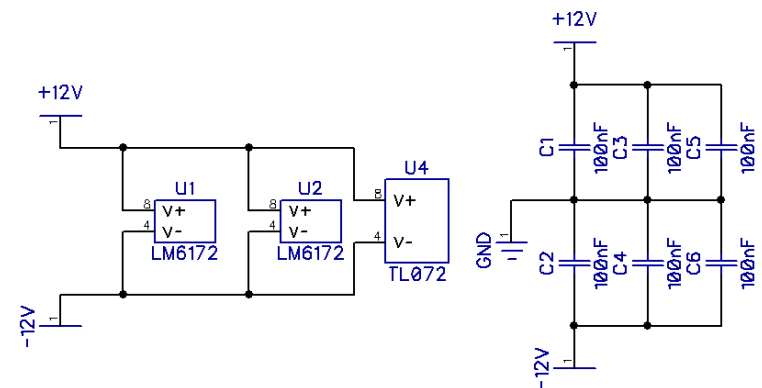 +12V
1
+12V
1
U1
8 V+
4 V-
LM6172
U2
8 V+
4 V-
LM6172
U4
8 V+
4 V-
TL072
-12V
1
C1 100nF
C3 100nF
C5 100nF
GND
1
C2 100nF
C4 100nF
C6 100nF
-12V
1